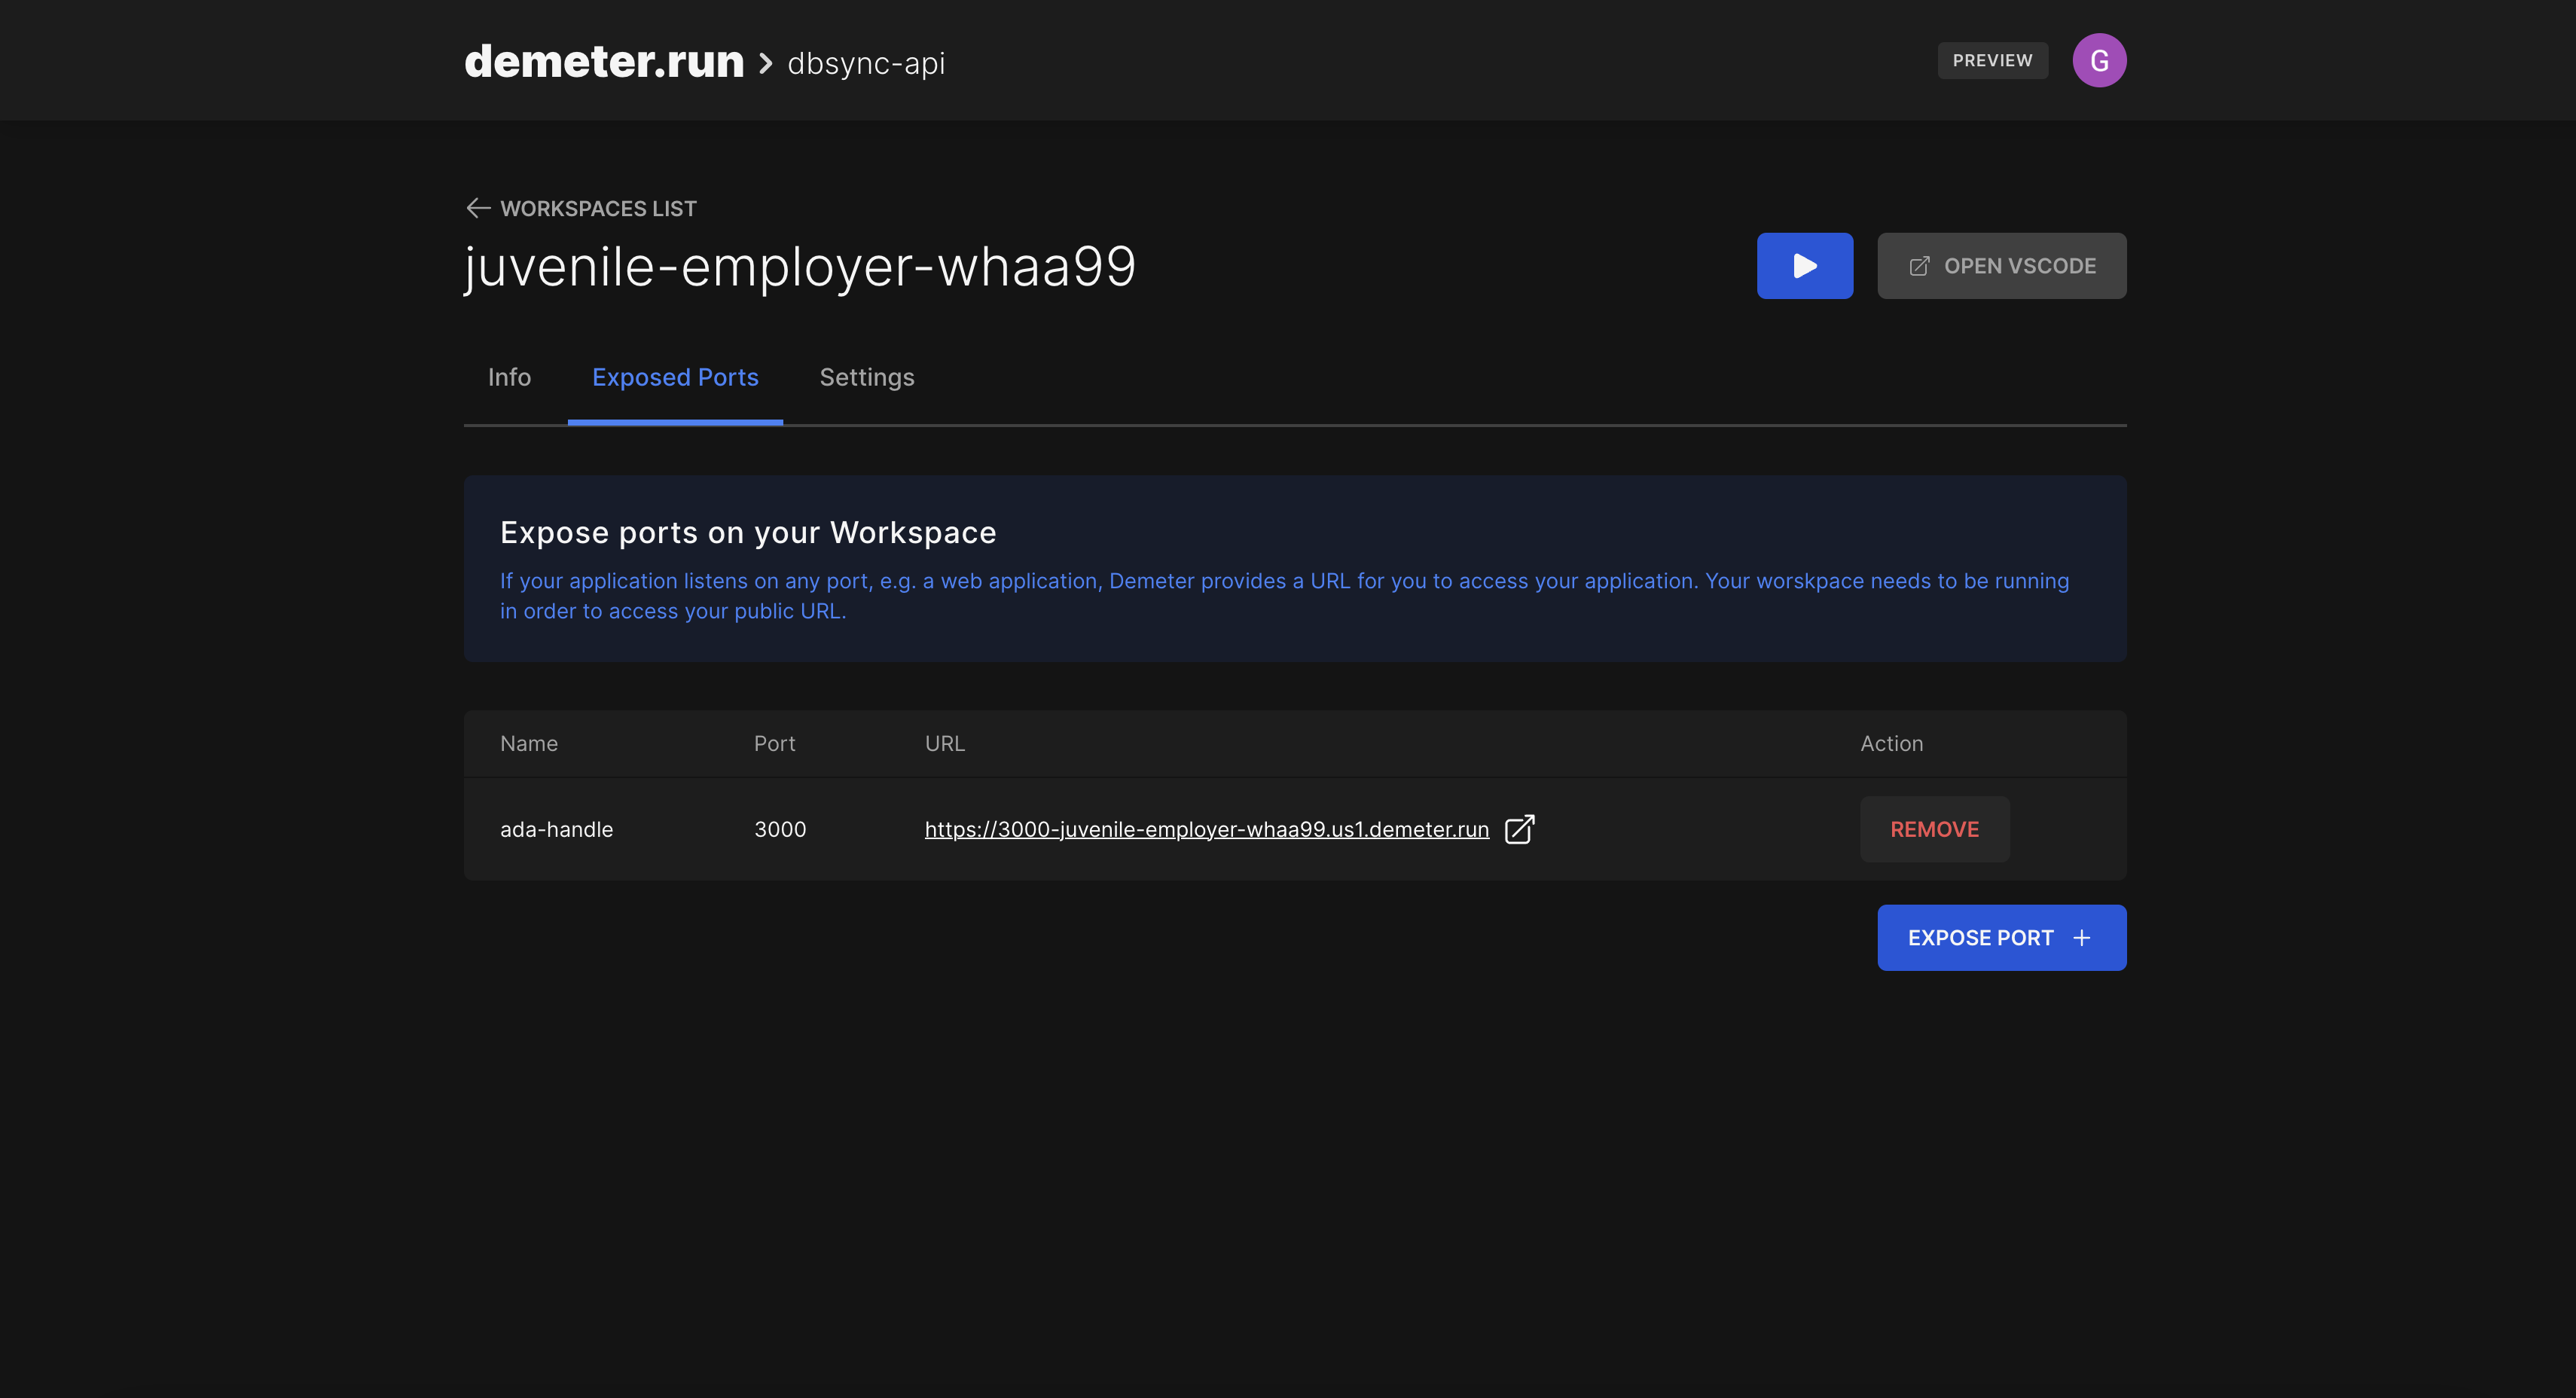 demeter.run > dbsync-api
PREVIEW
G
WORKSPACES LIST
juvenile-employer-whaa99
OPEN VSCODE
Info
Exposed Ports
Settings
Expose ports on your Workspace
If your application listens on any port, e.g. a web application, Demeter provides a URL for you to access your application. Your worskpace needs to be running
in order to access your public URL.
Name Port URL Action
ada-handle 3000 https://3000-juvenile-employer-whaa99.us1.demeter.run REMOVE
EXPOSE PORT +